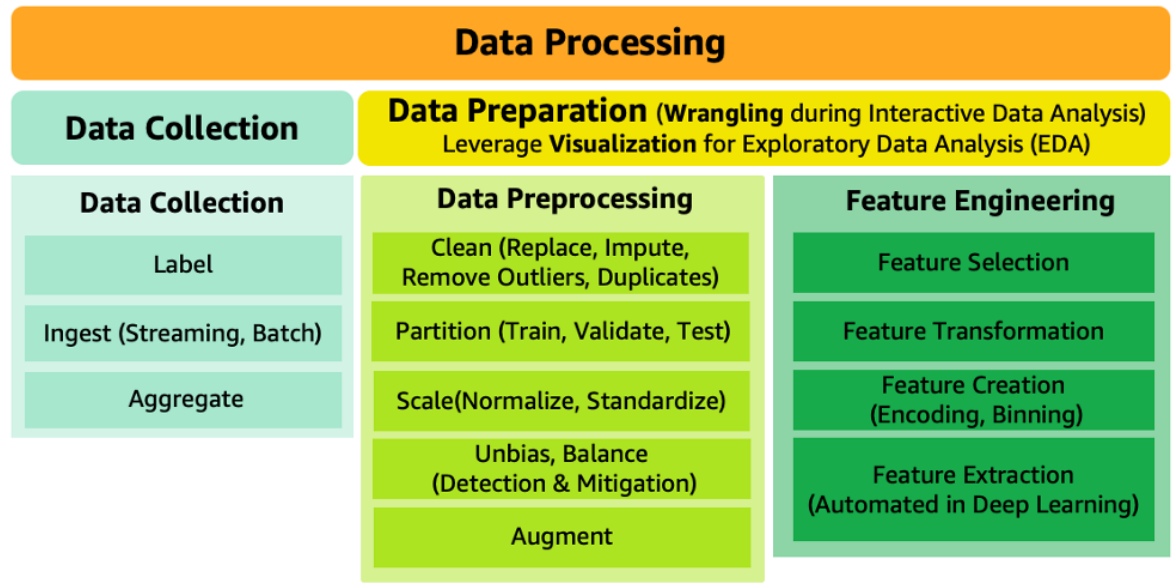 Data Processing
Data Collection
Data Preparation (Wrangling during Interactive Data Analysis)
Leverage Visualization for Exploratory Data Analysis (EDA)
Data Collection
Label
Ingest (Streaming, Batch)
Aggregate
Data Preprocessing
Clean (Replace, Impute,
Remove Outliers, Duplicates)
Partition (Train, Validate, Test)
Scale(Normalize, Standardize)
Unbias, Balance
(Detection & Mitigation)
Augment
Feature Engineering
Feature Selection
Feature Transformation
Feature Creation
(Encoding, Binning)
Feature Extraction
(Automated in Deep Learning)